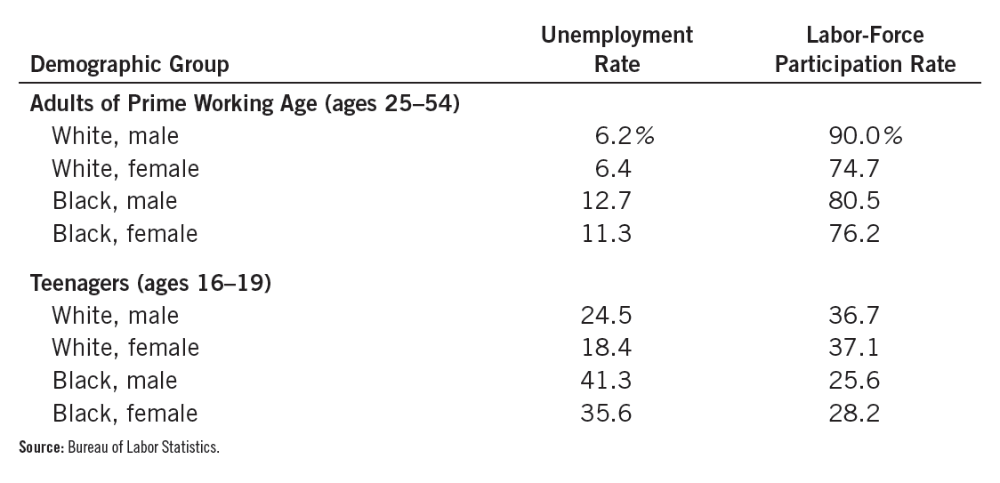 Unemployment Labor-Force
Demographic Group Rate Participation Rate
Adults of Prime Working Age (ages 25–54)
White, male 6.2% 90.0%
White, female 6.4 74.7
Black, male 12.7 80.5
Black, female 11.3 76.2
Teenagers (ages 16–19)
White, male 24.5 36.7
White, female 18.4 37.1
Black, male 41.3 25.6
Black, female 35.6 28.2
Source: Bureau of Labor Statistics.